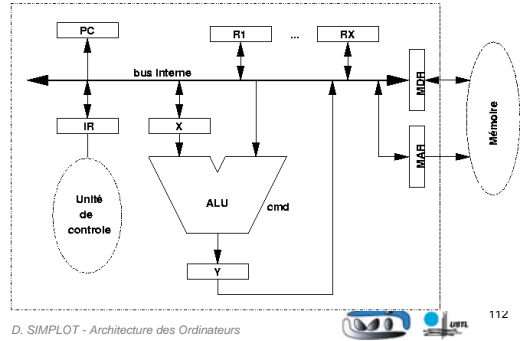 PC
R1 ... RX
bus interne
MDR
IR
X
Mémoire
MAR
Unité
de
controle
ALU
cmd
Y
112
D. SIMPLOT - Architecture des Ordinateurs
USTL